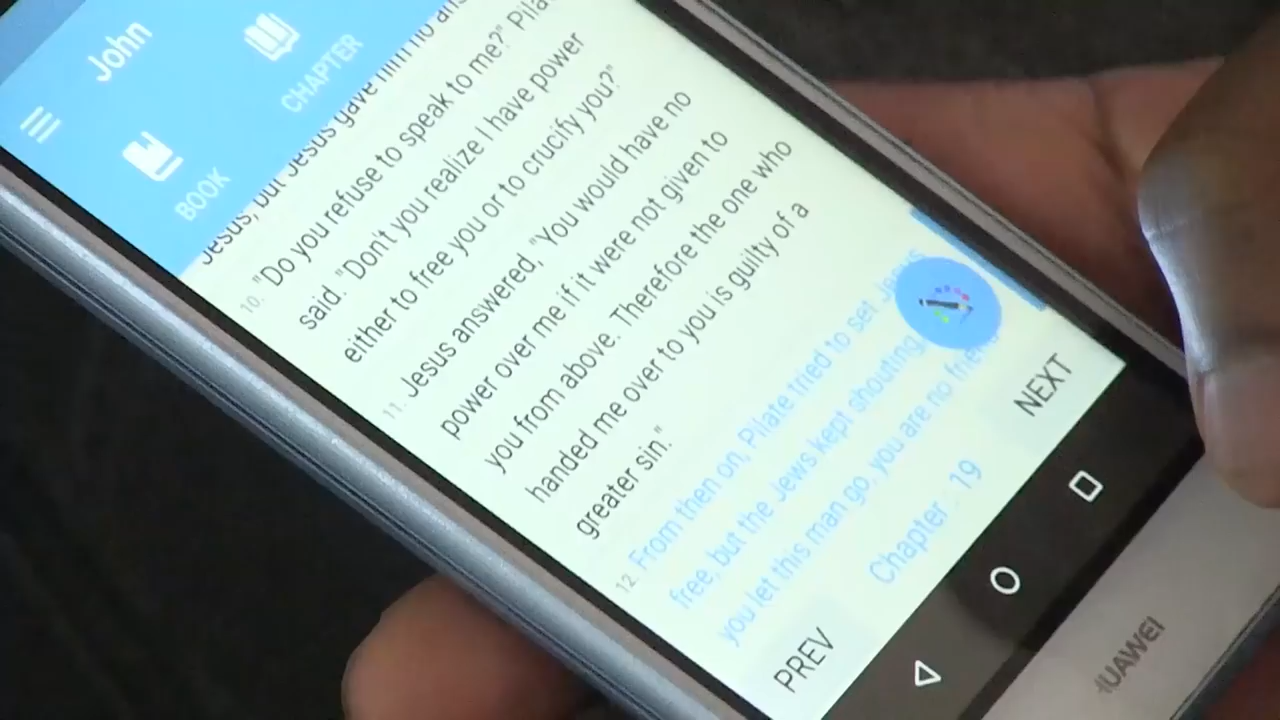 John
BOOK
CHAPTER
Jesus, but Jesus gave him no
10. "Do you refuse to speak to me?"
said. "Don't you realize I have power
either to free you or to crucify you?"
11. Jesus answered, "You would have no
power over me if it were not given to
you from above. Therefore the one who
handed me over to you is guilty of a
greater sin."
12. From then on, Pilate tried to set Jesus
free, but the Jews kept shouting,
you let this man go, you are no
Chapter - 19
PREV
NEXT
HUAWEI